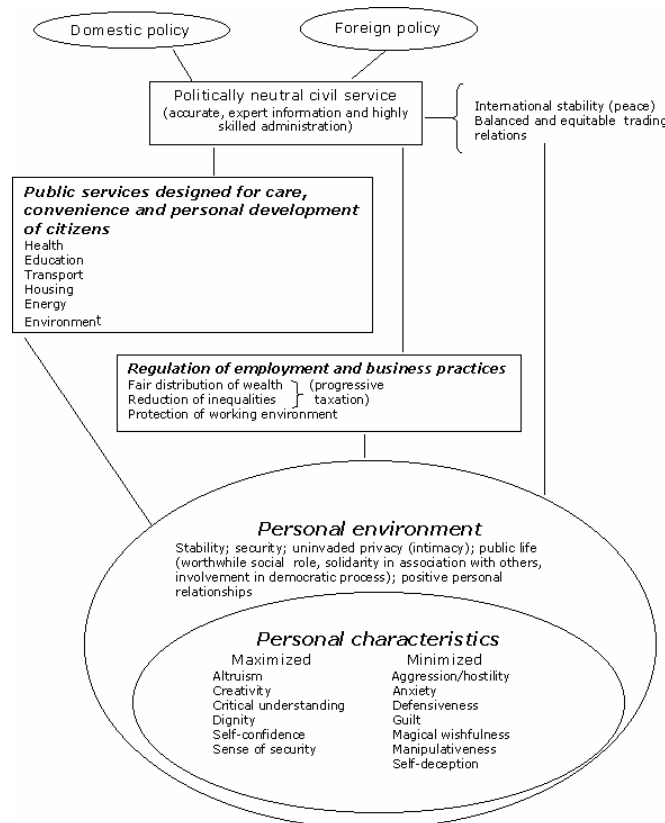 Domestic policy
Foreign policy
Politically neutral civil service
(accurate, expert information and highly
skilled administration)
International stability (peace)
Balanced and equitable trading
relations
Public services designed for care,
convenience and personal development
of citizens
Health
Education
Transport
Housing
Energy
Environment
Regulation of employment and business practices
Fair distribution of wealth (progressive
Reduction of inequalities taxation)
Protection of working environment
Personal environment
Stability; security; uninvaded privacy (intimacy); public life
(worthwhile social role, solidarity in association with others,
involvement in democratic process); positive personal
relationships
Personal characteristics
Maximized
Altruism
Creativity
Critical understanding
Dignity
Self-confidence
Sense of security
Minimized
Aggression/hostility
Anxiety
Defensiveness
Guilt
Magical wishfulness
Manipulativeness
Self-deception